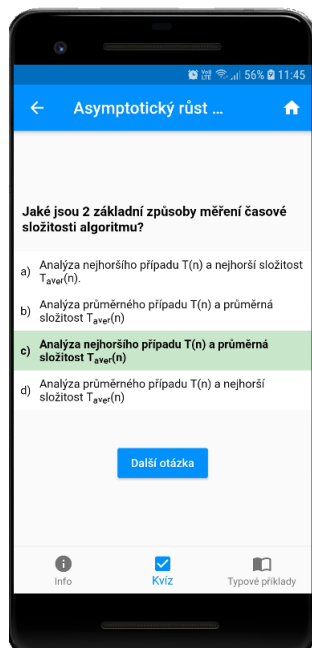 Vo)) LTE 56% 11:45
Asymptotický růst ...
Jaké jsou 2 základní způsoby měření časové
složitosti algoritmu?
a) Analýza nejhoršího případu T(n) a nejhorší složitost
Taver(n).
b) Analýza průměrného případu T(n) a průměrná
složitost Taver(n)
c) Analýza nejhoršího případu T(n) a průměrná
složitost Taver(n)
d) Analýza průměrného případu T(n) a nejhorší
složitost Taver(n)
Další otázka
Info Kvíz Typové příklady